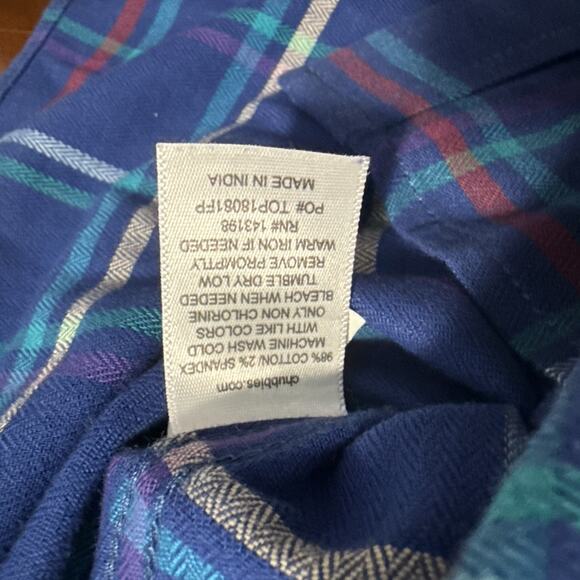 chubbies.com
98% COTTON/ 2% SPANDEX
MACHINE WASH COLD
WITH LIKE COLORS
ONLY NON CHLORINE
BLEACH WHEN NEEDED
TUMBLE DRY LOW
REMOVE PROMPTLY
WARM IRON IF NEEDED
RN# 143198
PO# TOP18081FP
MADE IN INDIA